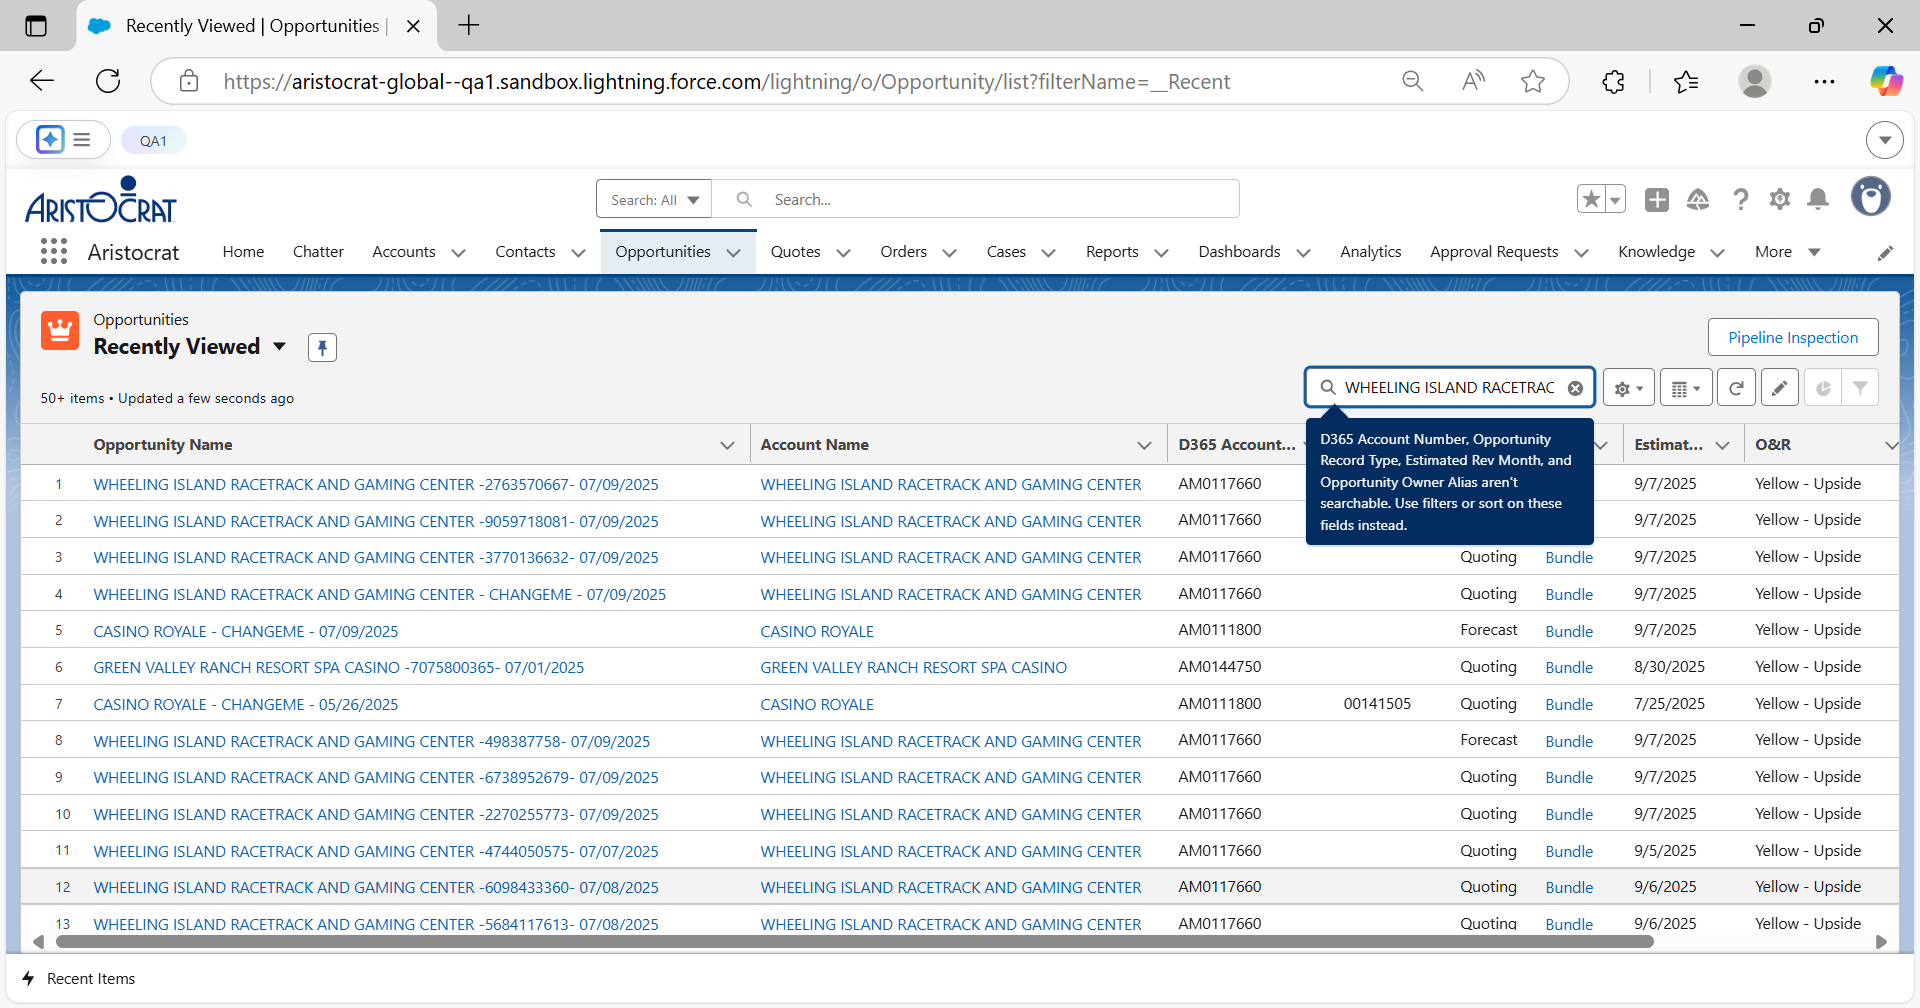 Recently Viewed | Opportunities |
https://aristocrat-global--qa1.sandbox.lightning.force.com/lightning/o/Opportunity/list?filterName=__Recent
QA1
ARISTOCRAT
Search: All
Search...
Aristocrat
Home
Chatter
Accounts
Contacts
Opportunities
Quotes
Orders
Cases
Reports
Dashboards
Analytics
Approval Requests
Knowledge
More
Opportunities
Recently Viewed
Pipeline Inspection
50+ items • Updated a few seconds ago
WHEELING ISLAND RACETRAC
D365 Account Number, Opportunity
Record Type, Estimated Rev Month, and
Opportunity Owner Alias aren't
searchable. Use filters or sort on these
fields instead.
Opportunity Name Account Name D365 Account... Estimat... O&R
1 WHEELING ISLAND RACETRACK AND GAMING CENTER -2763570667- 07/09/2025 WHEELING ISLAND RACETRACK AND GAMING CENTER AM0117660 9/7/2025 Yellow - Upside
2 WHEELING ISLAND RACETRACK AND GAMING CENTER -9059718081- 07/09/2025 WHEELING ISLAND RACETRACK AND GAMING CENTER AM0117660 9/7/2025 Yellow - Upside
3 WHEELING ISLAND RACETRACK AND GAMING CENTER -3770136632- 07/09/2025 WHEELING ISLAND RACETRACK AND GAMING CENTER AM0117660 Quoting Bundle 9/7/2025 Yellow - Upside
4 WHEELING ISLAND RACETRACK AND GAMING CENTER - CHANGEME - 07/09/2025 WHEELING ISLAND RACETRACK AND GAMING CENTER AM0117660 Quoting Bundle 9/7/2025 Yellow - Upside
5 CASINO ROYALE - CHANGEME - 07/09/2025 CASINO ROYALE AM0111800 Forecast Bundle 9/7/2025 Yellow - Upside
6 GREEN VALLEY RANCH RESORT SPA CASINO -7075800365- 07/01/2025 GREEN VALLEY RANCH RESORT SPA CASINO AM0144750 Quoting Bundle 8/30/2025 Yellow - Upside
7 CASINO ROYALE - CHANGEME - 05/26/2025 CASINO ROYALE AM0111800 00141505 Quoting Bundle 7/25/2025 Yellow - Upside
8 WHEELING ISLAND RACETRACK AND GAMING CENTER -498387758- 07/09/2025 WHEELING ISLAND RACETRACK AND GAMING CENTER AM0117660 Forecast Bundle 9/7/2025 Yellow - Upside
9 WHEELING ISLAND RACETRACK AND GAMING CENTER -6738952679- 07/09/2025 WHEELING ISLAND RACETRACK AND GAMING CENTER AM0117660 Quoting Bundle 9/7/2025 Yellow - Upside
10 WHEELING ISLAND RACETRACK AND GAMING CENTER -2270255773- 07/09/2025 WHEELING ISLAND RACETRACK AND GAMING CENTER AM0117660 Quoting Bundle 9/7/2025 Yellow - Upside
11 WHEELING ISLAND RACETRACK AND GAMING CENTER -4744050575- 07/07/2025 WHEELING ISLAND RACETRACK AND GAMING CENTER AM0117660 Quoting Bundle 9/5/2025 Yellow - Upside
12 WHEELING ISLAND RACETRACK AND GAMING CENTER -6098433360- 07/08/2025 WHEELING ISLAND RACETRACK AND GAMING CENTER AM0117660 Quoting Bundle 9/6/2025 Yellow - Upside
13 WHEELING ISLAND RACETRACK AND GAMING CENTER -5684117613- 07/08/2025 WHEELING ISLAND RACETRACK AND GAMING CENTER AM0117660 Quoting Bundle 9/6/2025 Yellow - Upside
Recent Items